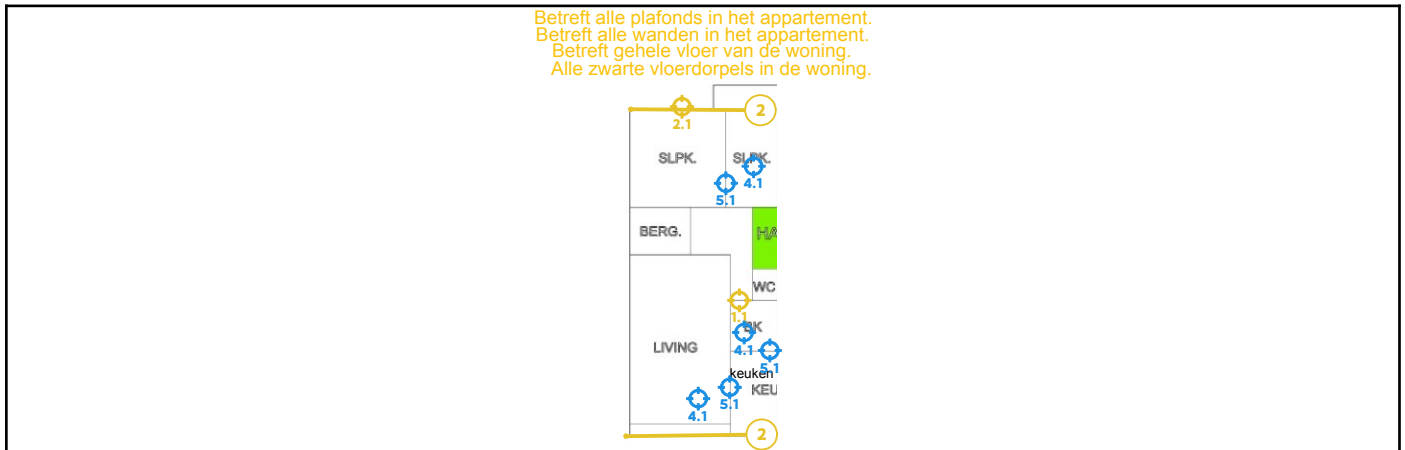 Betreft alle plafonds in het appartement.
Betreft alle wanden in het appartement.
Betreft gehele vloer van de woning.
Alle zwarte vloerdorpels in de woning.
2
2.1
SLPK.
SLPK.
4.1
5.1
BERG.
HA
WC
1.1
BK
4.1
LIVING
5.1
keuken
KEU
5.1
4.1
2